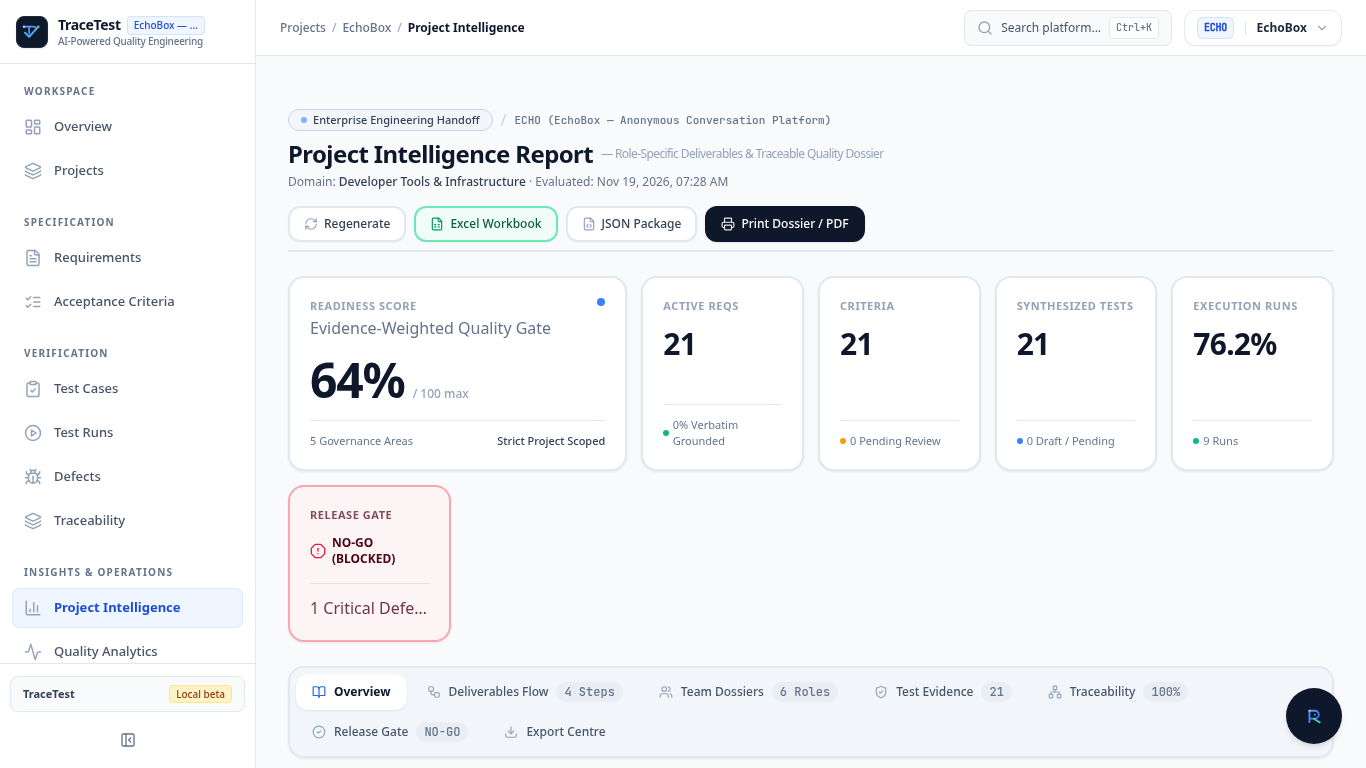 TraceTest EchoBox — ...
AI-Powered Quality Engineering
WORKSPACE
Overview
Projects
SPECIFICATION
Requirements
Acceptance Criteria
VERIFICATION
Test Cases
Test Runs
Defects
Traceability
INSIGHTS & OPERATIONS
Project Intelligence
Quality Analytics
TraceTest Local beta
Projects / EchoBox / Project Intelligence
Search platform... Ctrl+K
ECHO EchoBox
Enterprise Engineering Handoff / ECHO (EchoBox — Anonymous Conversation Platform)
Project Intelligence Report — Role-Specific Deliverables & Traceable Quality Dossier
Domain: Developer Tools & Infrastructure · Evaluated: Nov 19, 2026, 07:28 AM
Regenerate
Excel Workbook
JSON Package
Print Dossier / PDF
READINESS SCORE
Evidence-Weighted Quality Gate
64% / 100 max
5 Governance Areas Strict Project Scoped
ACTIVE REQS
21
0% Verbatim
Grounded
CRITERIA
21
0 Pending Review
SYNTHESIZED TESTS
21
0 Draft / Pending
EXECUTION RUNS
76.2%
9 Runs
RELEASE GATE
NO-GO
(BLOCKED)
1 Critical Defe...
Overview
Deliverables Flow 4 Steps
Team Dossiers 6 Roles
Test Evidence 21
Traceability 100%
Release Gate NO-GO
Export Centre
R